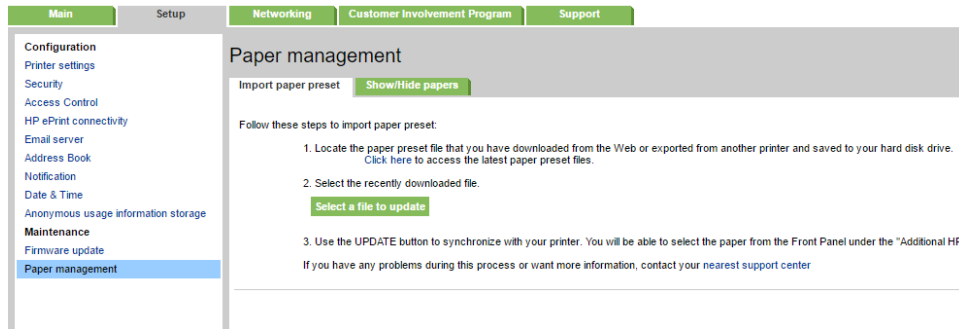 Main Setup Networking Customer Involvement Program Support
Configuration
Printer settings
Security
Access Control
HP ePrint connectivity
Email server
Address Book
Notification
Date & Time
Anonymous usage information storage
Maintenance
Firmware update
Paper management
Paper management
Import paper preset Show/Hide papers
Follow these steps to import paper preset:
1. Locate the paper preset file that you have downloaded from the Web or exported from another printer and saved to your hard disk drive.
Click here to access the latest paper preset files.
2. Select the recently downloaded file.
Select a file to update
3. Use the UPDATE button to synchronize with your printer. You will be able to select the paper from the Front Panel under the "Additional
If you have any problems during this process or want more information, contact your nearest support center